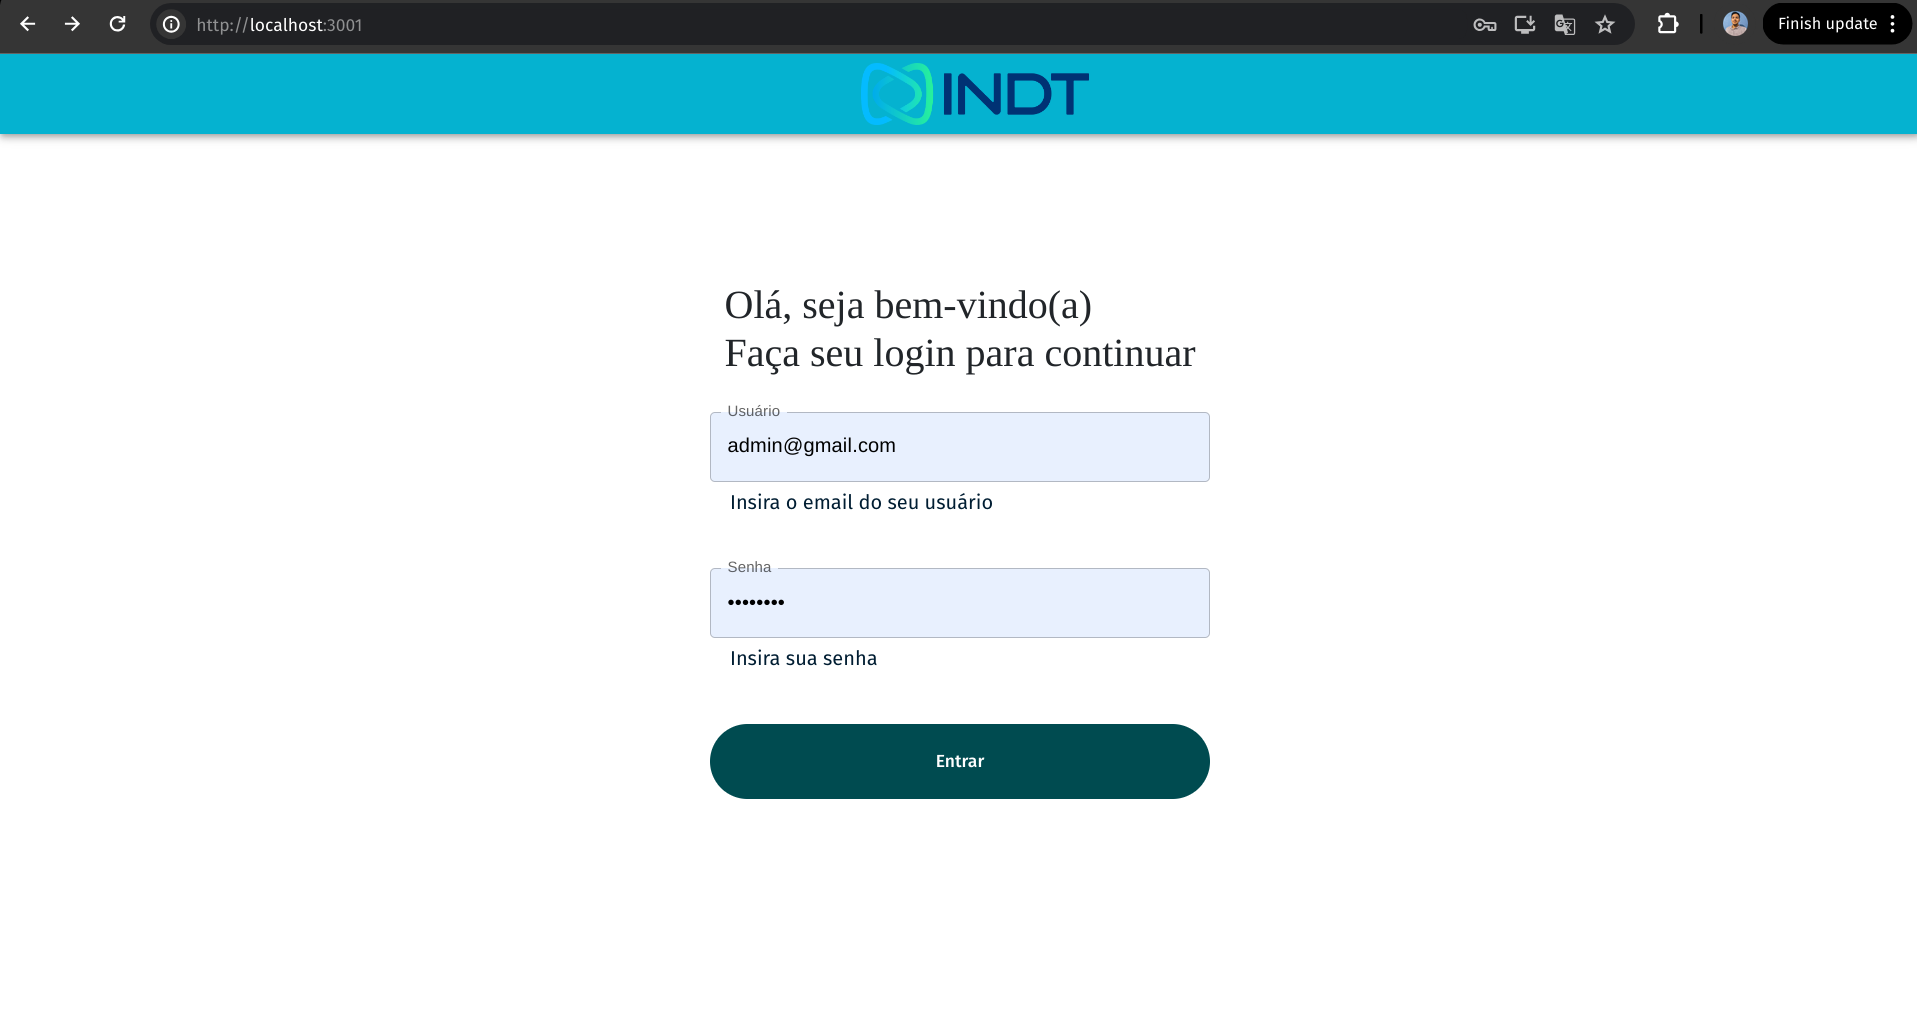 http://localhost:3001
Finish update
INDT
Olá, seja bem-vindo(a)
Faça seu login para continuar
Usuário
admin@gmail.com
Insira o email do seu usuário
Senha
••••••••
Insira sua senha
Entrar